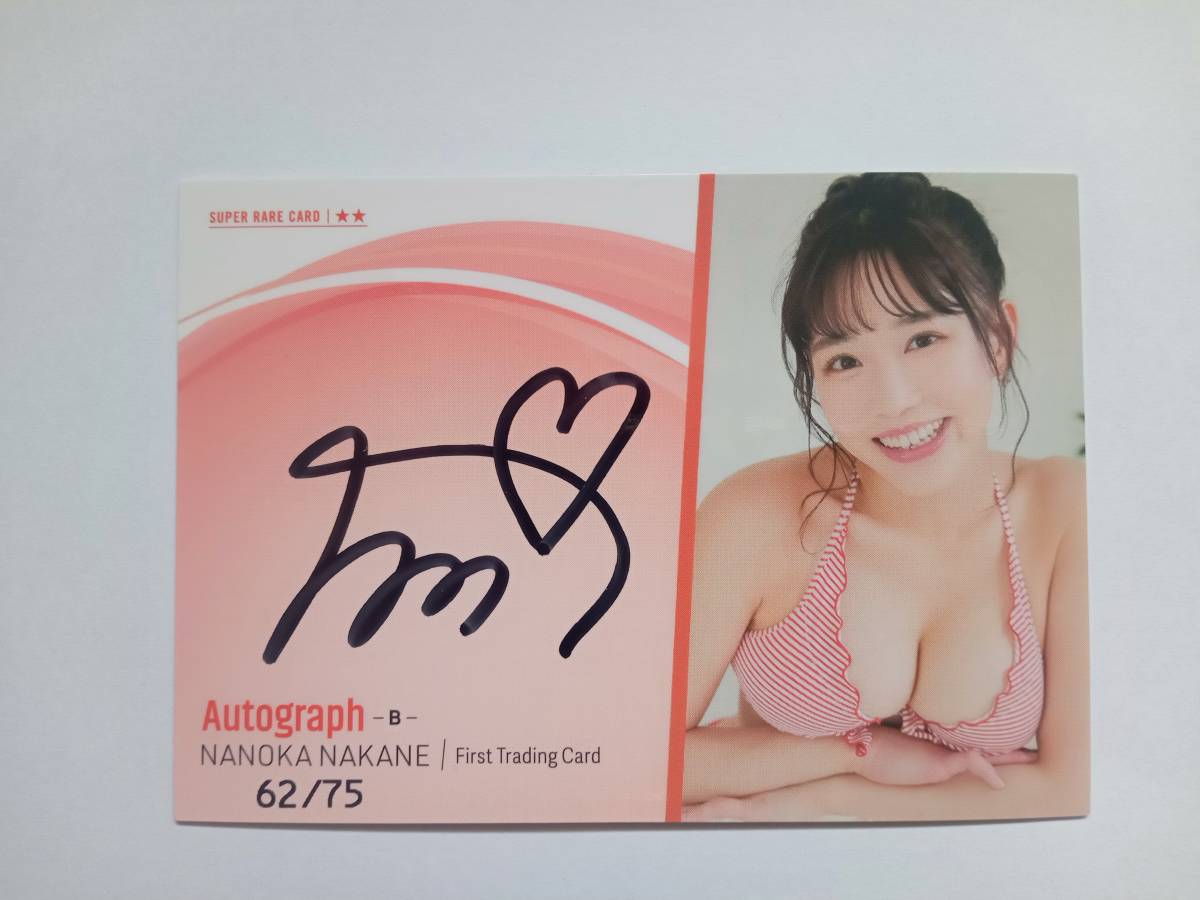 SUPER RARE CARD | ★★
Autograph – B –
NANOKA NAKANE | First Trading Card
62/75